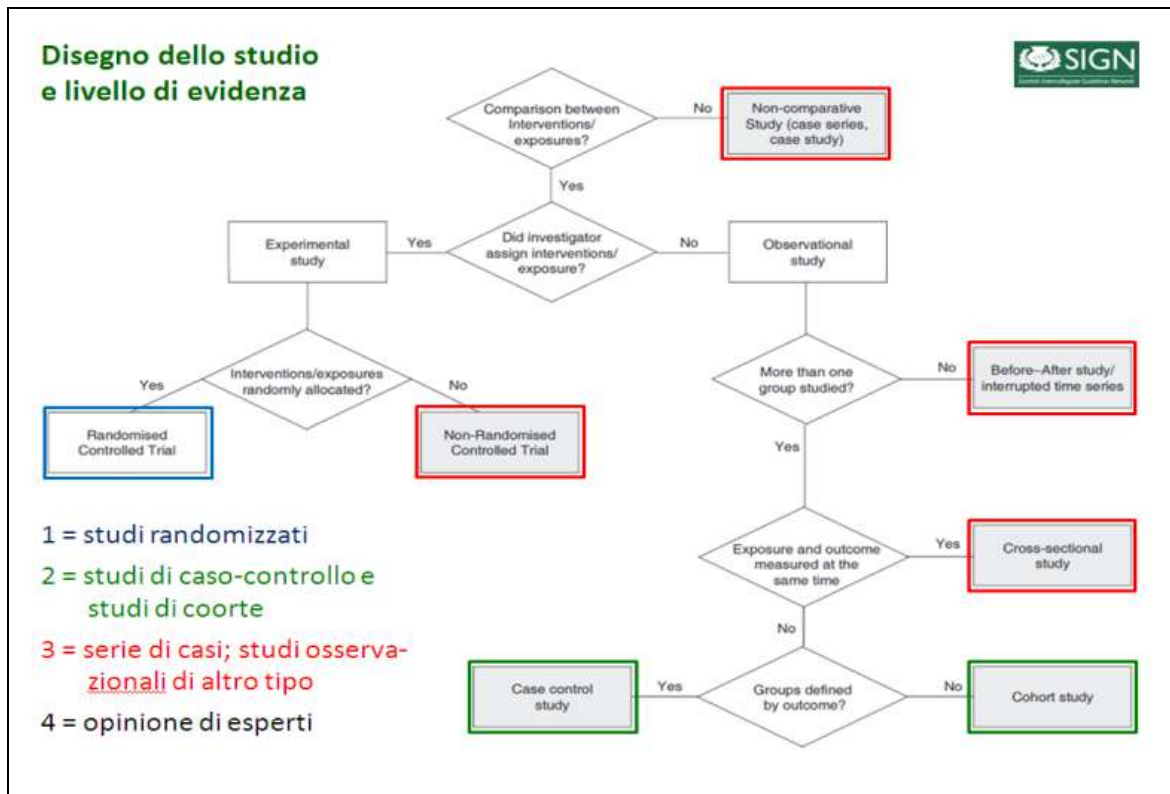 Disegno dello studio
e livello di evidenza
SIGN
Comparison between
Interventions/
exposures?
No
Non-comparative
Study (case series,
case study)
Yes
Experimental
study
Yes
Did investigator
assign interventions/
exposure?
No
Observational
study
Yes
Interventions/exposures
randomly allocated?
No
More than one
group studied?
No
Before–After study/
interrupted time series
Randomised
Controlled Trial
Non-Randomised
Controlled Trial
Yes
1 = studi randomizzati
2 = studi di caso-controllo e
studi di coorte
3 = serie di casi; studi osserva-
zionali di altro tipo
4 = opinione di esperti
Exposure and outcome
measured at the
same time
Yes
Cross-sectional
study
No
Case control
study
Yes
Groups defined
by outcome?
No
Cohort study